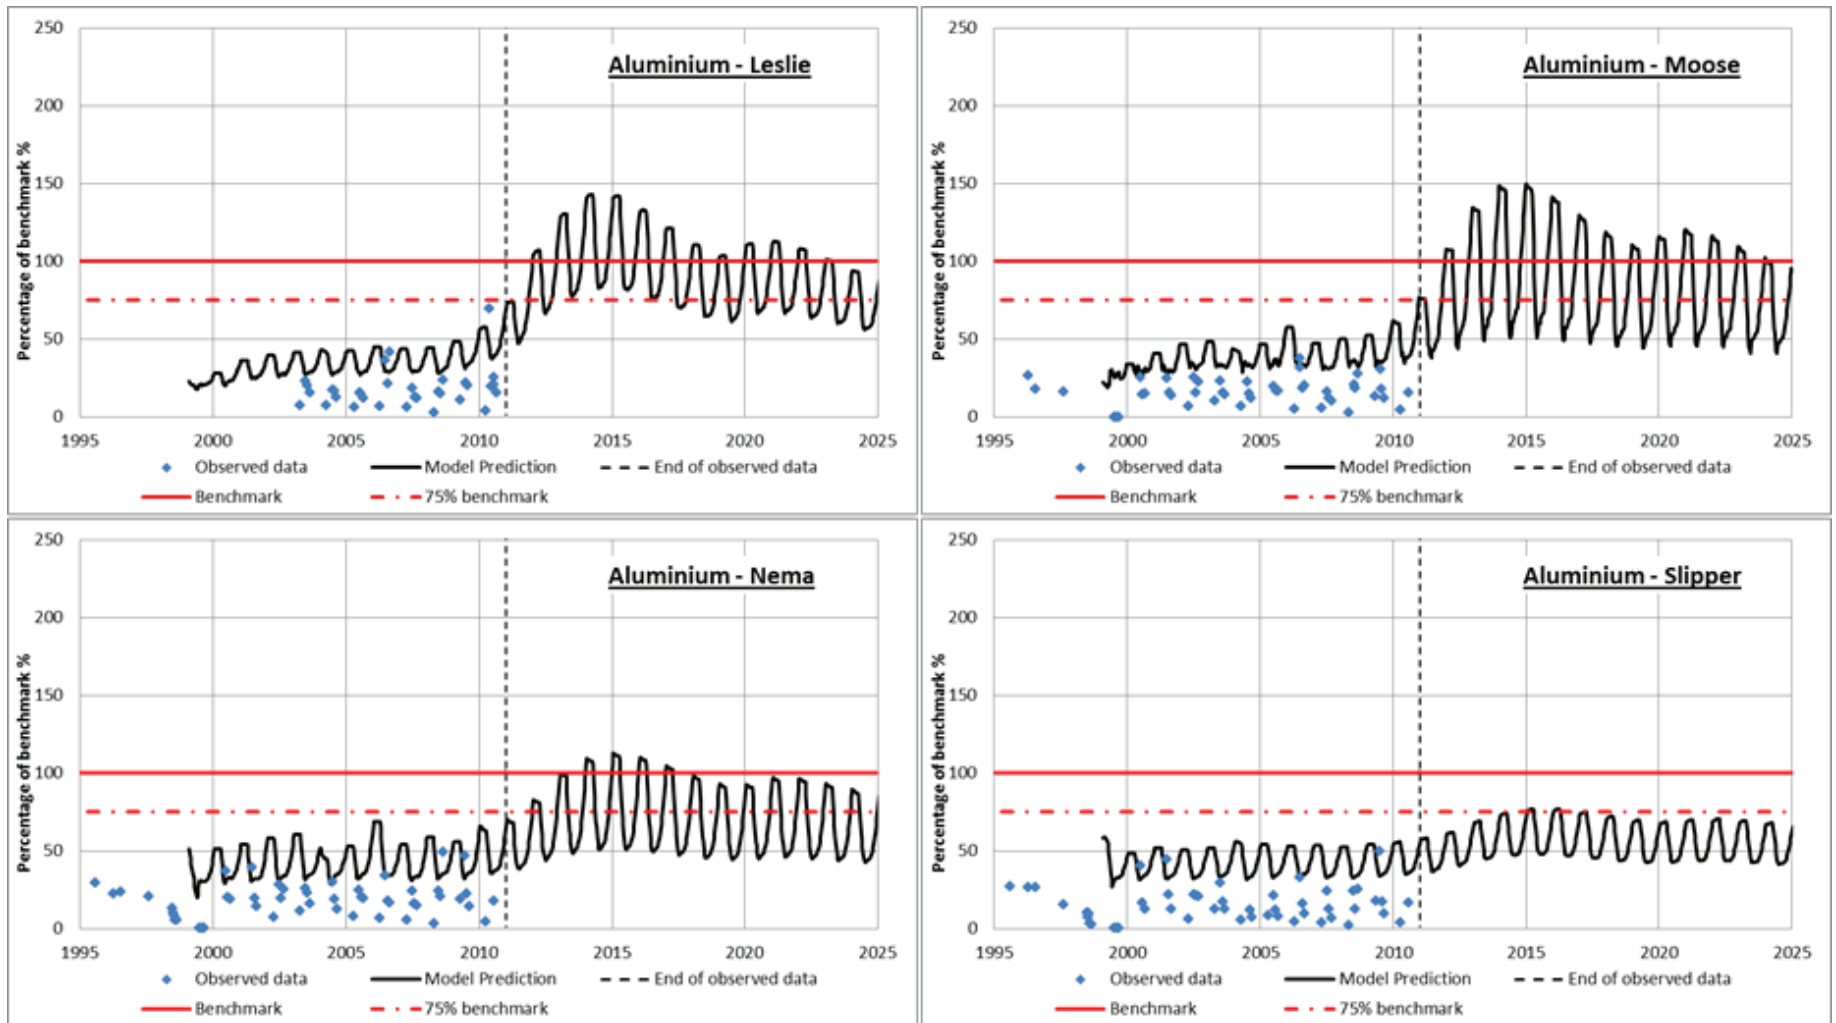 Aluminium - Leslie
Percentage of benchmark %
250
200
150
100
50
0
1995 2000 2005 2010 2015 2020 2025
Observed data Model Prediction End of observed data
Benchmark 75% benchmark
Aluminium - Moose
Percentage of benchmark %
250
200
150
100
50
0
1995 2000 2005 2010 2015 2020 2025
Observed data Model Prediction End of observed data
Benchmark 75% benchmark
Aluminium - Nema
Percentage of benchmark %
250
200
150
100
50
0
1995 2000 2005 2010 2015 2020 2025
Observed data Model Prediction End of observed data
Benchmark 75% benchmark
Aluminium - Slipper
Percentage of benchmark %
250
200
150
100
50
0
1995 2000 2005 2010 2015 2020 2025
Observed data Model Prediction End of observed data
Benchmark 75% benchmark